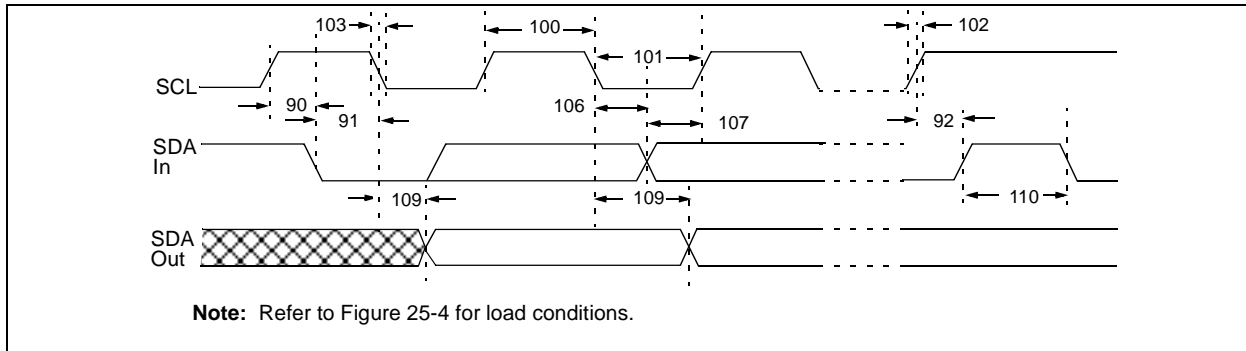 103
100
102
101
SCL
90
106
91
107
92
SDA
In
109
109
110
SDA
Out
Note: Refer to Figure 25-4 for load conditions.